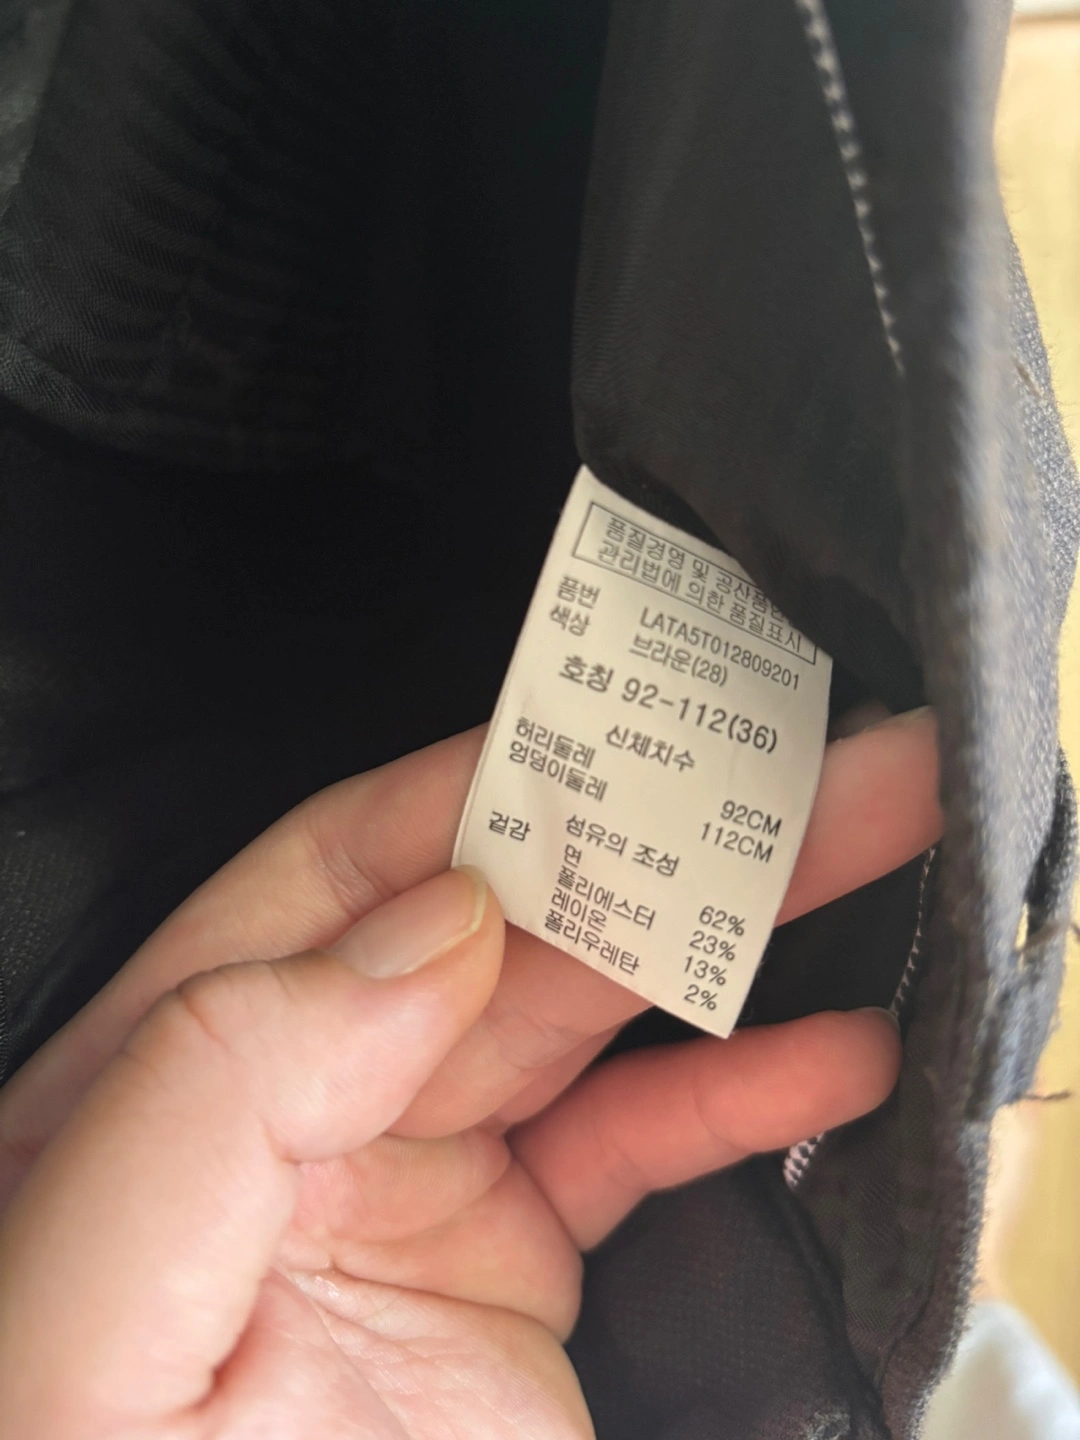 품질경영 및 공산품안
관리법에 의한 품질표시
품번 LATA5T012809201
색상 브라운(28)
호칭 92-112(36)
신체치수
허리둘레 92CM
엉덩이둘레 112CM
섬유의 조성
겉감 면 62%
폴리에스터 23%
레이온 13%
폴리우레탄 2%